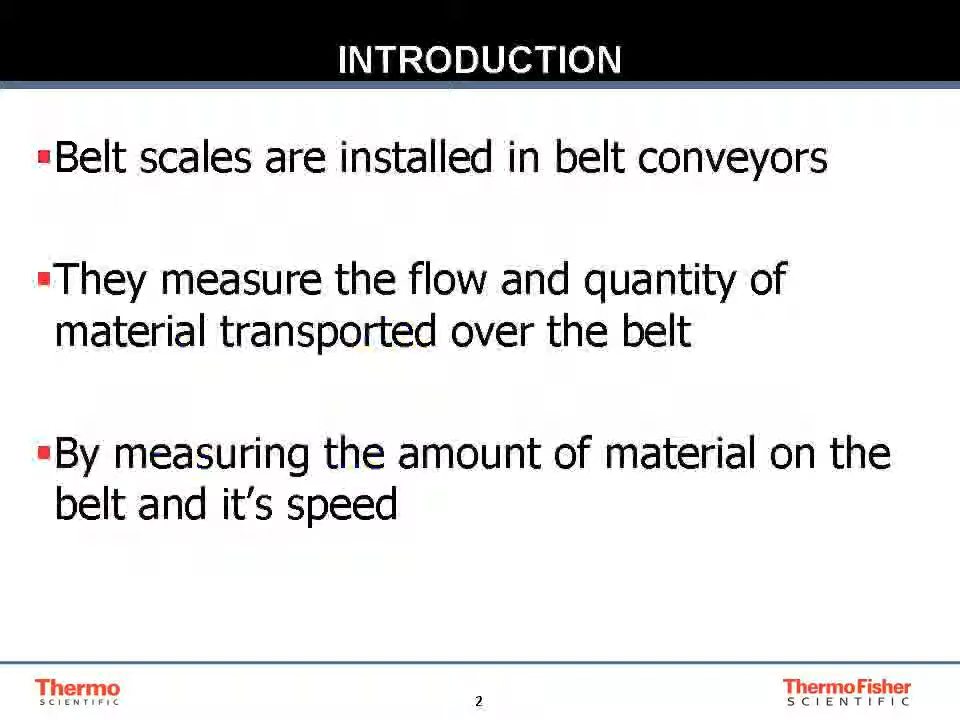 INTRODUCTION
▪Belt scales are installed in belt conveyors
▪They measure the flow and quantity of
material transported over the belt
▪By measuring the amount of material on the
belt and it’s speed
Thermo
SCIENTIFIC
2
ThermoFisher
SCIENTIFIC